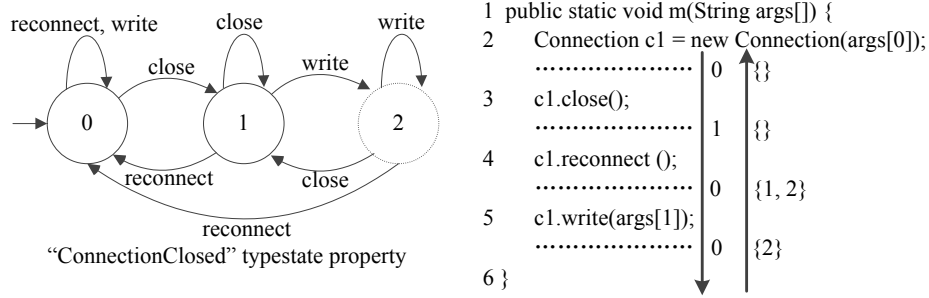 reconnect, write
close
write
close
write
0
1
2
reconnect
close
reconnect
“ConnectionClosed” typestate property
1 public static void m(String args[]) {
2 Connection c1 = new Connection(args[0]);
..................... 0 {}
3 c1.close();
..................... 1 {}
4 c1.reconnect ();
..................... 0 {1, 2}
5 c1.write(args[1]);
..................... 0 {2}
6 }